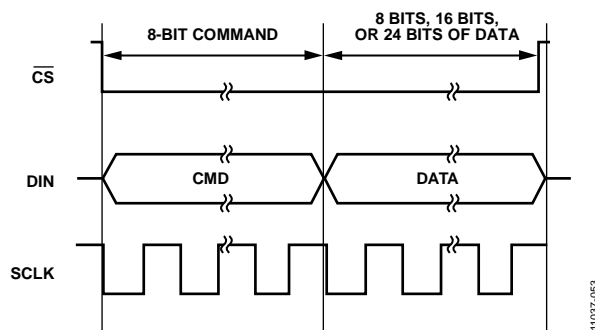 8-BIT COMMAND
8 BITS, 16 BITS,
OR 24 BITS OF DATA
CS
DIN
CMD
DATA
SCLK
11037-053